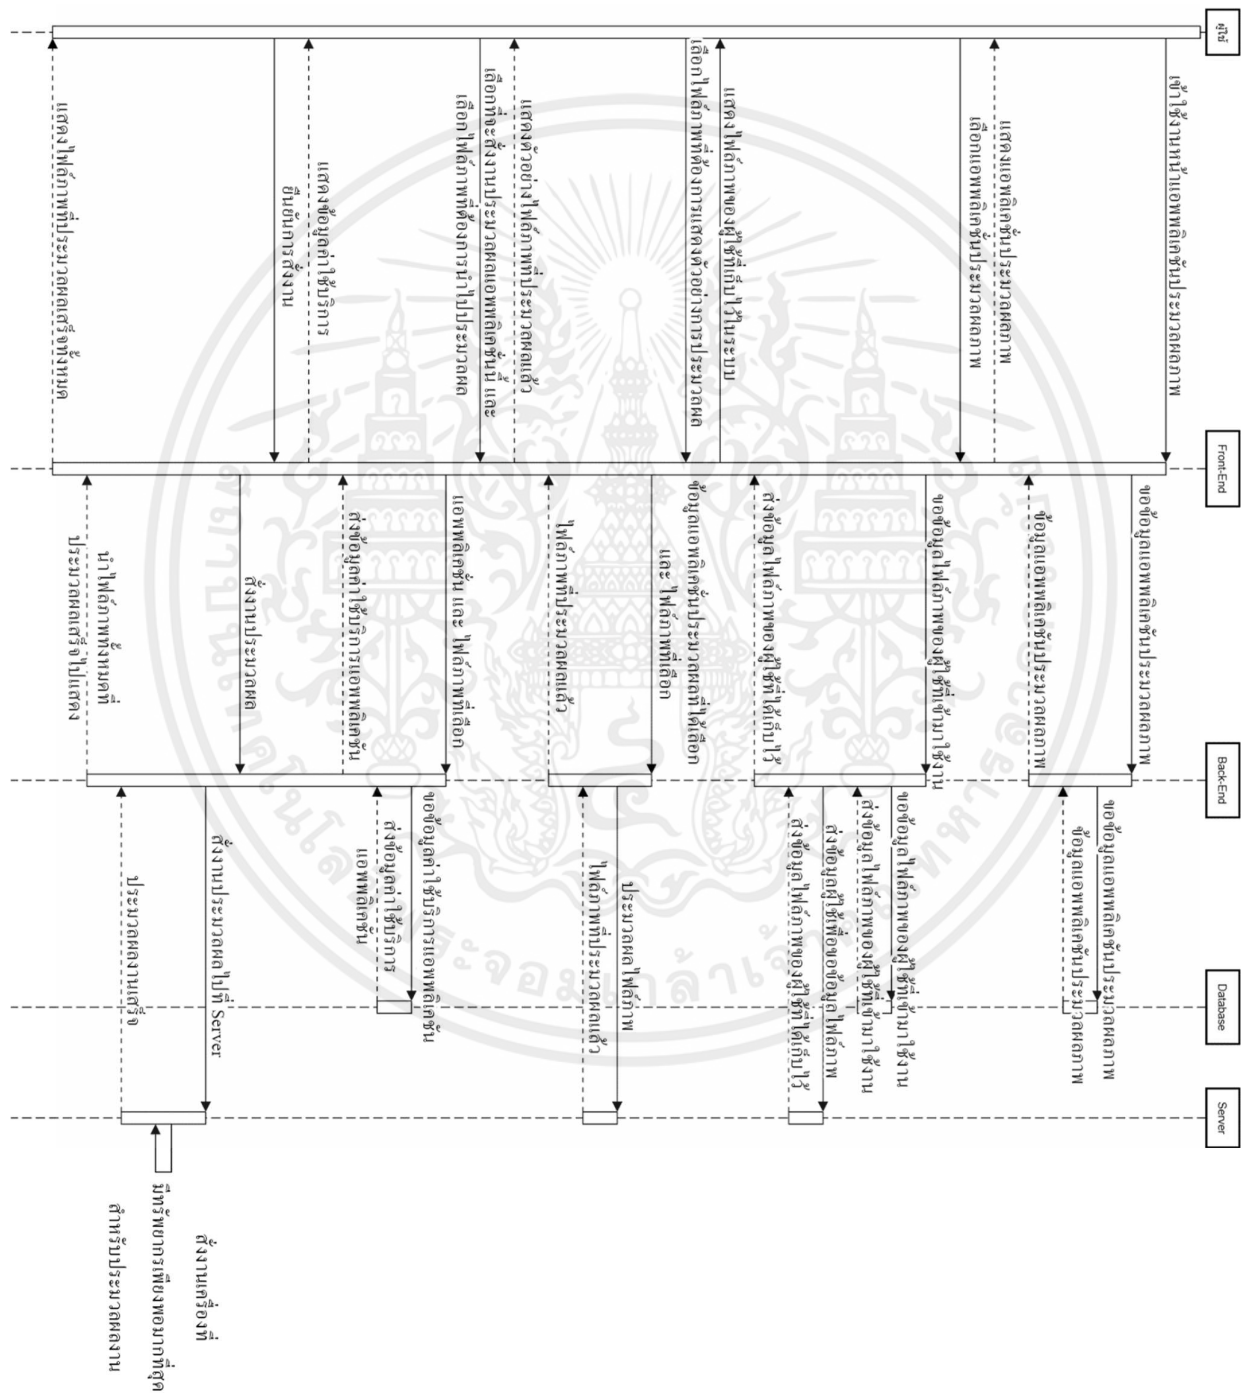 ผู้ใช้
Front-End
Back-End
Database
Server
เข้าใช้งานหน้าแอพพลิเคชันประมวลผลภาพ
ขอข้อมูลแอพพลิเคชันประมวลผลภาพ
ขอข้อมูลแอพพลิเคชันประมวลผลภาพ
ข้อมูลแอพพลิเคชันประมวลผลภาพ
ข้อมูลแอพพลิเคชันประมวลผลภาพ
แสดงแอพพลิเคชั่นประมวลผลภาพ
เลือกแอพพลิเคชั่นประมวลผลภาพ
ขอข้อมูลไฟล์ภาพของผู้ใช้ที่เข้ามาใช้งาน
ขอข้อมูลไฟล์ภาพของผู้ใช้ที่เข้ามาใช้งาน
ส่งข้อมูลไฟล์ภาพของผู้ใช้ที่เข้ามาใช้งาน
ส่งข้อมูลผู้ใช้เพื่อขอข้อมูลไฟล์ภาพ
ส่งข้อมูลไฟล์ภาพของผู้ใช้ที่ได้เก็บไว้
ส่งข้อมูลไฟล์ภาพของผู้ใช้ที่ได้เก็บไว้
แสดงไฟล์ภาพของผู้ใช้ที่เก็บไว้ในระบบ
เลือกไฟล์ภาพที่ต้องการแสดงตัวอย่างการประมวลผล
ข้อมูลแอพลิเคชั่นประมวลผลที่ได้เลือก
และ ไฟล์ภาพที่เลือก
ประมวลผลไฟล์ภาพ
ไฟล์ภาพที่ประมวลผลแล้ว
ไฟล์ภาพที่ประมวลผลแล้ว
แสดงตัวอย่างไฟล์ภาพที่ประมวลผลแล้ว
เลือกที่จะสั่งงานประมวลผลแอพพลิเคชั่นนี้ และ
เลือกไฟล์ภาพที่ต้องการนำไปประมวลผล
แอพพลิเคชั่น และ ไฟล์ภาพที่เลือก
ขอข้อมูลค่าใช้บริการแอพพลิเคชัน
ส่งข้อมูลค่าใช้บริการ
แอพพลิเคชัน
ส่งข้อมูลค่าใช้บริการแอพพลิเคชัน
แสดงข้อมูลค่าใช้บริการ
ยืนยันการสั่งงาน
สั่งงานประมวลผล
สั่งงานประมวลผลไปที่ Server
สั่งงานเครื่องที่
มีทรัพยากรเพียงพอมากที่สุด
สำหรับประมวลผลงาน
ประมวลผลงานเสร็จ
นำไฟล์ภาพทั้งหมดที่
ประมวลผลเสร็จไปแสดง
แสดงไฟล์ภาพที่ประมวลผลเสร็จทั้งหมด